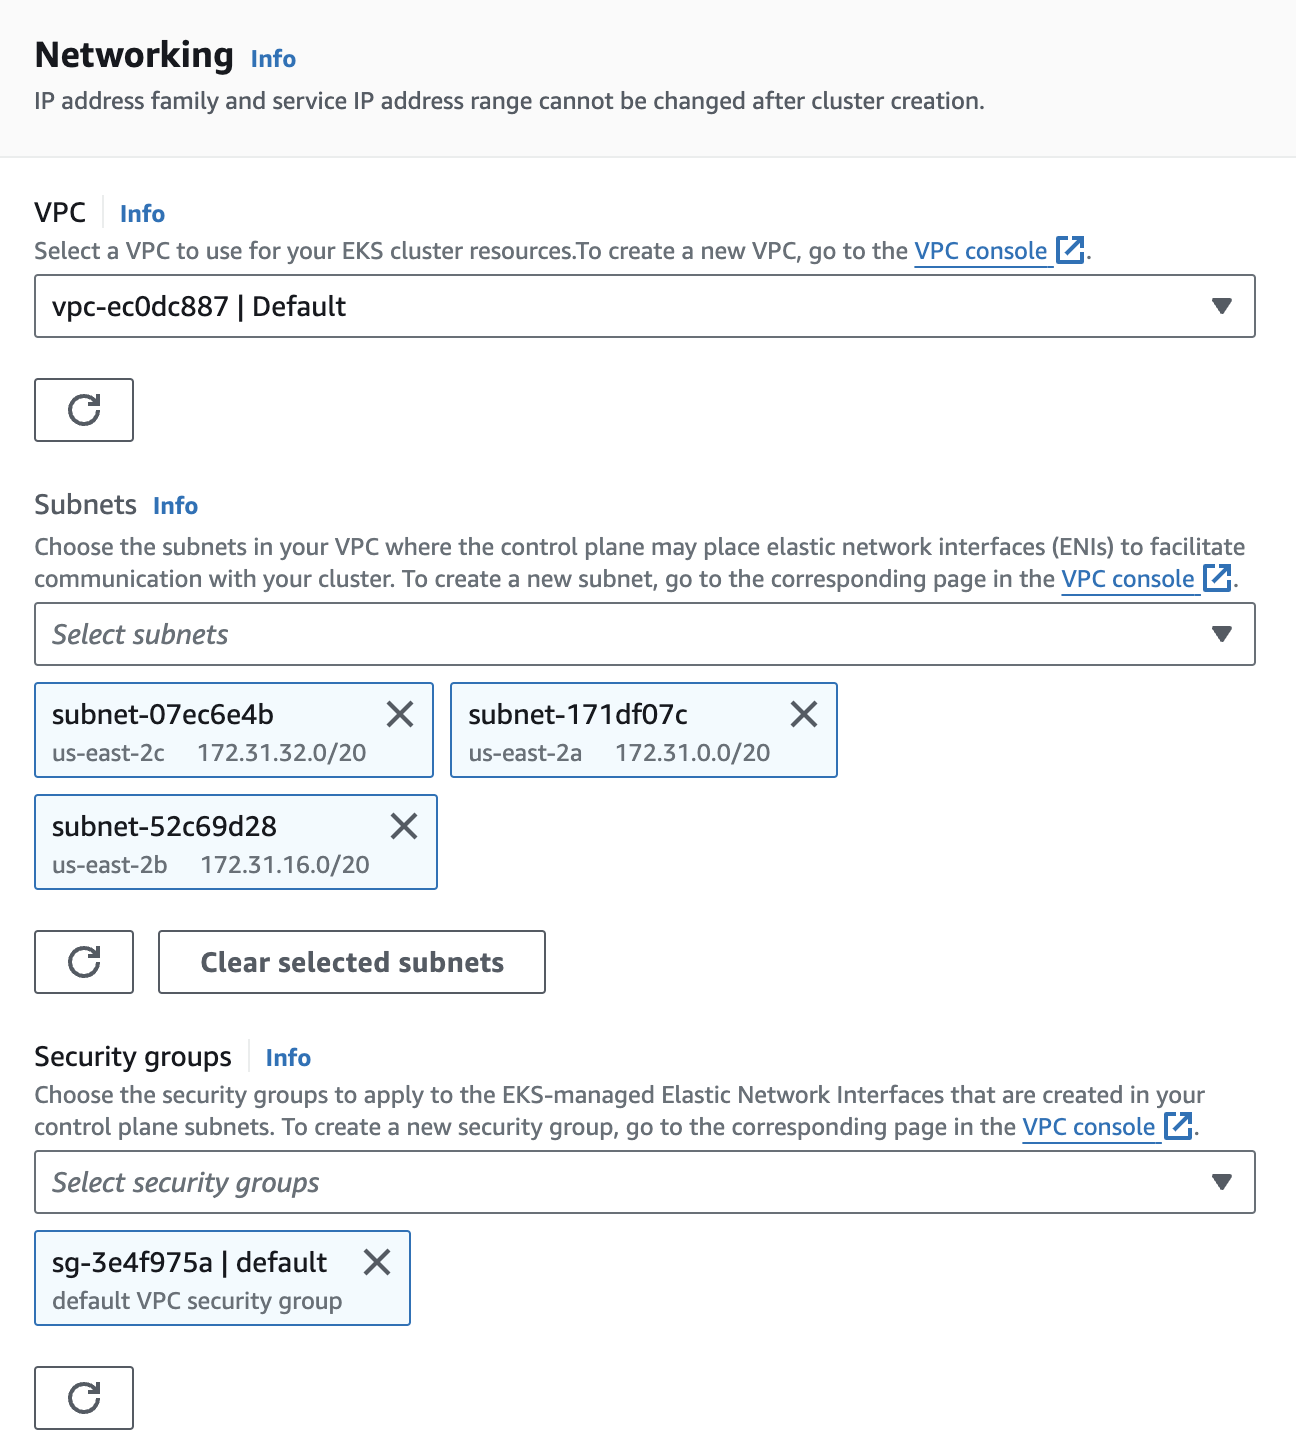 Networking Info
IP address family and service IP address range cannot be changed after cluster creation.
VPC Info
Select a VPC to use for your EKS cluster resources.To create a new VPC, go to the VPC console.
vpc-ec0dc887 | Default
Subnets Info
Choose the subnets in your VPC where the control plane may place elastic network interfaces (ENIs) to facilitate
communication with your cluster. To create a new subnet, go to the corresponding page in the VPC console.
Select subnets
subnet-07ec6e4b
us-east-2c 172.31.32.0/20
subnet-171df07c
us-east-2a 172.31.0.0/20
subnet-52c69d28
us-east-2b 172.31.16.0/20
Clear selected subnets
Security groups Info
Choose the security groups to apply to the EKS-managed Elastic Network Interfaces that are created in your
control plane subnets. To create a new security group, go to the corresponding page in the VPC console.
Select security groups
sg-3e4f975a | default
default VPC security group